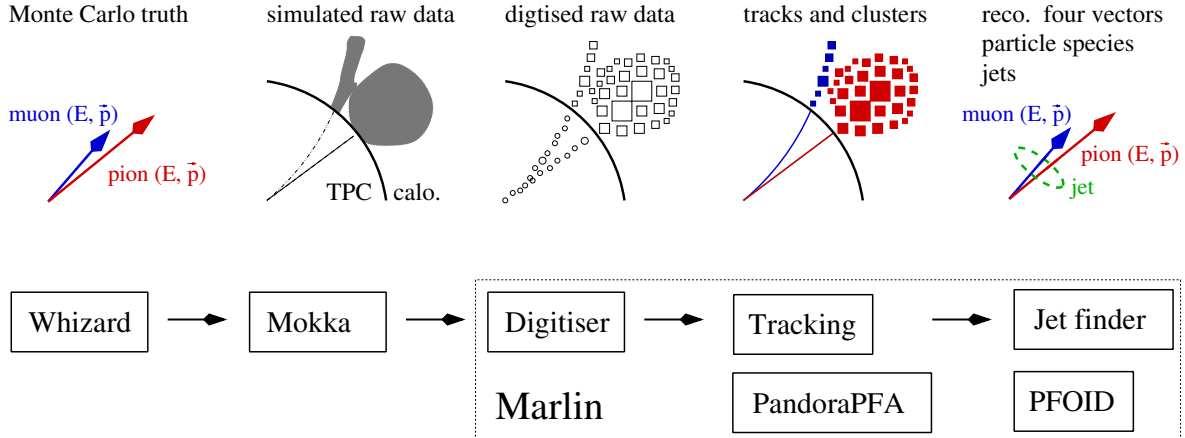 Monte Carlo truth
simulated raw data
digitised raw data
tracks and clusters
reco. four vectors
particle species
jets
muon (E, p⃗)
pion (E, p⃗)
TPC
calo.
muon (E, p⃗)
pion (E, p⃗)
jet
Whizard
Mokka
Digitiser
Tracking
Jet finder
Marlin
PandoraPFA
PFOID